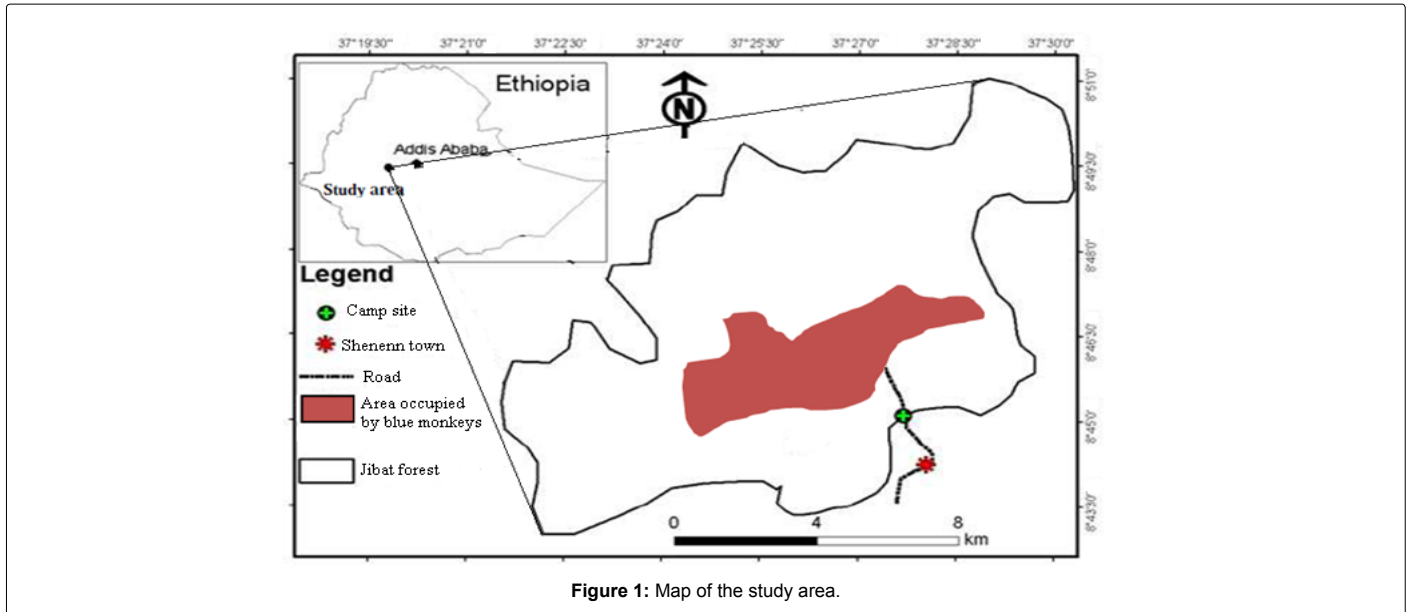 37°19'30"
37°21'0"
37°22'30"
37°24'0"
37°25'30"
37°27'0"
37°28'30"
37°30'0"
Ethiopia
Addis Ababa
Study area
N
8°51'0"
8°49'30"
8°48'0"
8°46'30"
8°45'0"
8°43'30"
Legend
Camp site
Shenenn town
Road
Area occupied
by blue monkeys
Jibat forest
0 4 8
km
Figure 1: Map of the study area.